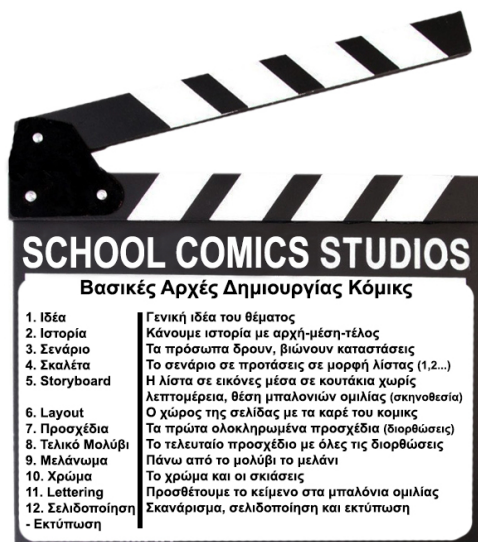 SCHOOL COMICS STUDIOS
Βασικές Αρχές Δημιουργίας Κόμικς
1. Ιδέα Γενική ιδέα του θέματος
2. Ιστορία Κάνουμε ιστορία με αρχή-μέση-τέλος
3. Σενάριο Τα πρόσωπα δρουν, βιώνουν καταστάσεις
4. Σκαλέτα Το σενάριο σε προτάσεις σε μορφή λίστας (1,2...)
5. Storyboard Η λίστα σε εικόνες μέσα σε κουτάκια χωρίς
λεπτομέρεια, θέση μπαλονιών ομιλίας (σκηνοθεσία)
6. Layout Ο χώρος της σελίδας με τα καρέ του κομικς
7. Προσχέδια Τα πρώτα ολοκληρωμένα προσχέδια (διορθώσεις)
8. Τελικό Μολύβι Το τελευταίο προσχέδιο με όλες τις διορθώσεις
9. Μελάνωμα Πάνω από το μολύβι το μελάνι
10. Χρώμα Το χρώμα και οι σκιάσεις
11. Lettering Προσθέτουμε το κείμενο στα μπαλόνια ομιλίας
12. Σελιδοποίηση Σκανάρισμα, σελιδοποίηση και εκτύπωση
- Εκτύπωση